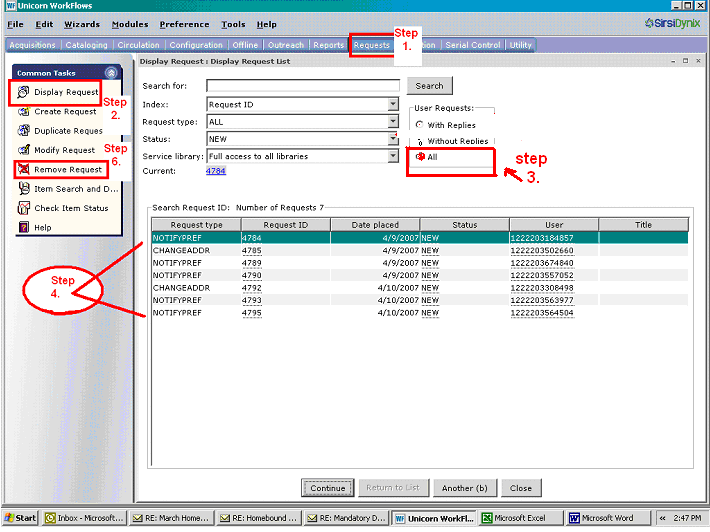 Unicorn WorkFlows
File Edit Wizards Modules Preference Tools Help
SirsiDynix
Step
1.
Acquisitions Cataloging Circulation Configuration Offline Outreach Reports Requests tion Serial Control Utility
Common Tasks
Display Request
Step
2.
Create Request
Duplicate Reques
Modify Request
Step
6.
Remove Request
Item Search and D...
Check Item Status
Help
Display Request : Display Request List
Search for:
Search
Index: Request ID
Request type: ALL
Status: NEW
Service library: Full access to all libraries
Current: 4784
User Requests:
With Replies
Without Replies
All
step
3.
Search Request ID: Number of Requests 7
Request type Request ID Date placed Status User Title
NOTIFYPREF 4784 4/9/2007 NEW 1222203184857
CHANGEADDR 4785 4/9/2007 NEW 1222203502660
NOTIFYPREF 4789 4/9/2007 NEW 1222203674840
NOTIFYPREF 4790 4/9/2007 NEW 1222203557052
CHANGEADDR 4792 4/10/2007 NEW 1222203308498
NOTIFYPREF 4793 4/10/2007 NEW 1222203563977
NOTIFYPREF 4795 4/10/2007 NEW 1222203564504
Step
4.
Continue Return to List Another (b) Close
Start Inbox - Microsoft... RE: March Home... RE: Homebound ... RE: Mandatory D... Unicorn WorkFl... Microsoft Excel Microsoft Word « 2:47 PM